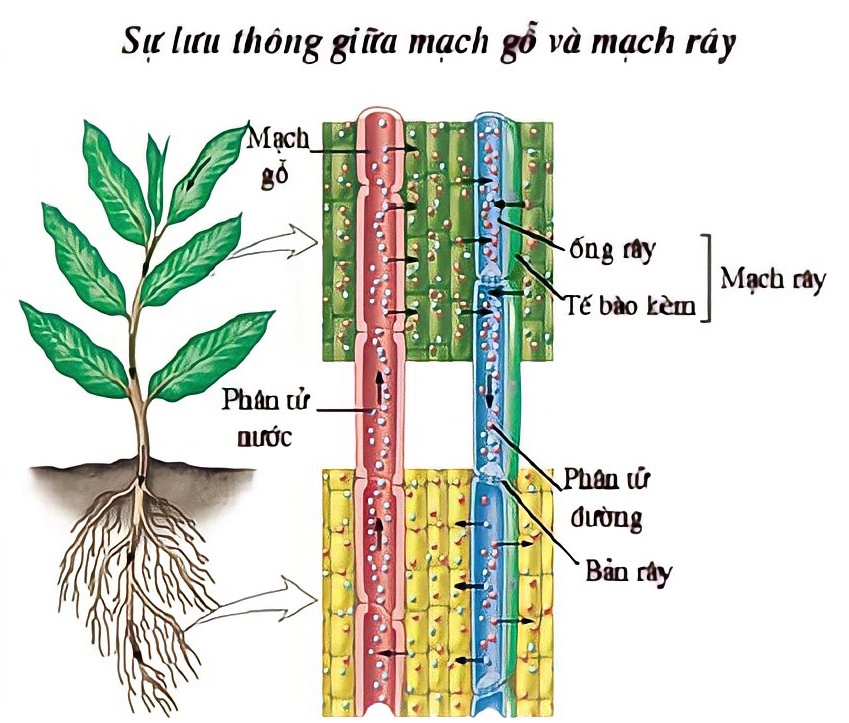 Sự lưu thông giữa mạch gỗ và mạch rây
Mạch
gỗ
ống rây
Tế bào kèm
Mạch rây
Phân tử
nước
Phân tử
đường
Bản rây